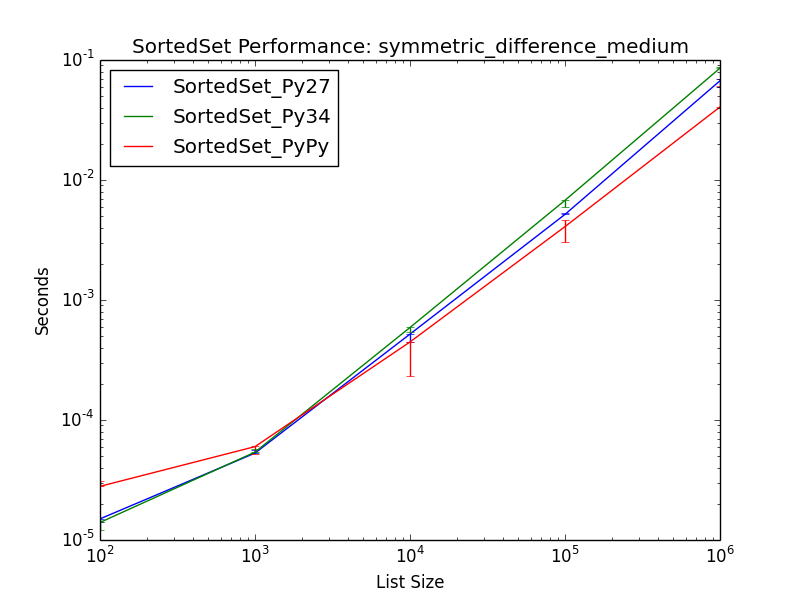 SortedSet Performance: symmetric_difference_medium
SortedSet_Py27
SortedSet_Py34
SortedSet_PyPy
10^-1
10^-2
10^-3
10^-4
10^-5
Seconds
10^2 10^3 10^4 10^5 10^6
List Size